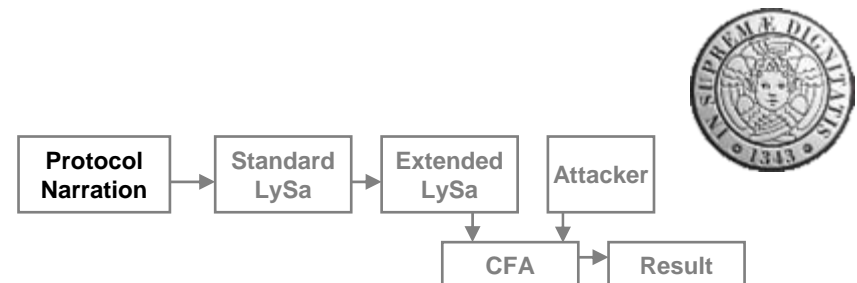 IN SUPREMÆ DIGNITATIS
1343
Protocol
Narration
Standard
LySa
Extended
LySa
Attacker
CFA
Result